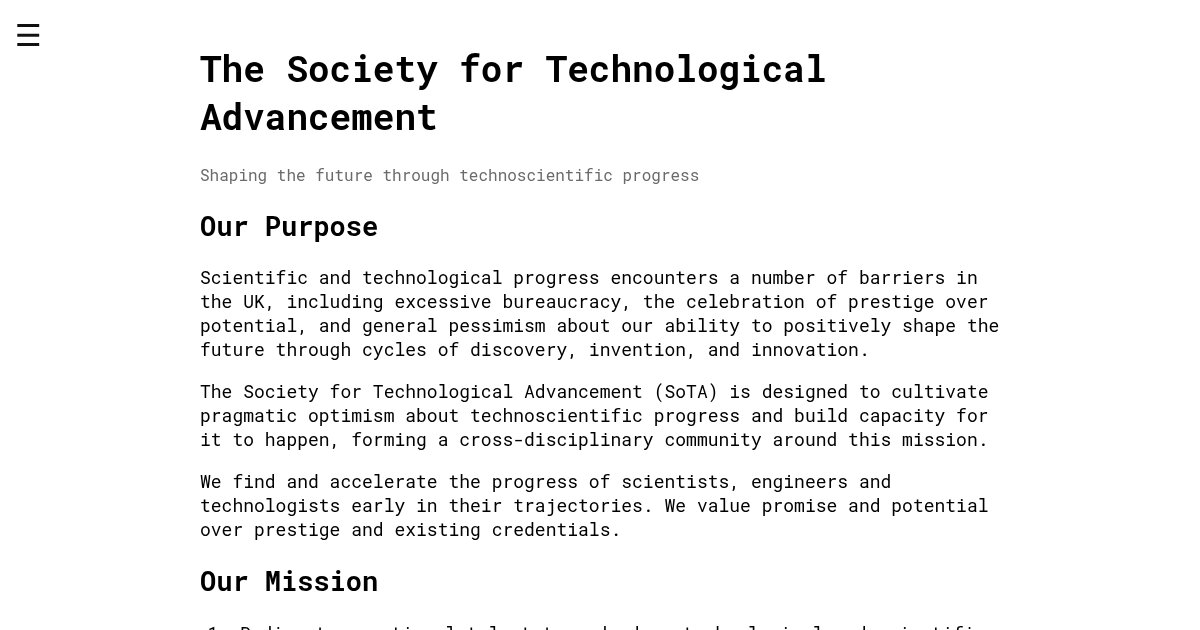 The Society for Technological
Advancement
Shaping the future through technoscientific progress
Our Purpose
Scientific and technological progress encounters a number of barriers in
the UK, including excessive bureaucracy, the celebration of prestige over
potential, and general pessimism about our ability to positively shape the
future through cycles of discovery, invention, and innovation.
The Society for Technological Advancement (SoTA) is designed to cultivate
pragmatic optimism about technoscientific progress and build capacity for
it to happen, forming a cross-disciplinary community around this mission.
We find and accelerate the progress of scientists, engineers and
technologists early in their trajectories. We value promise and potential
over prestige and existing credentials.
Our Mission